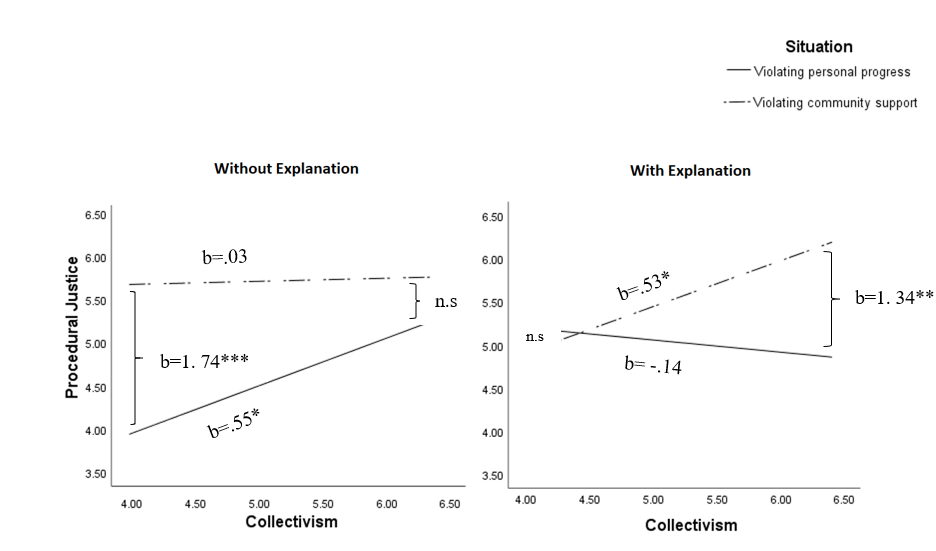 Situation
Violating personal progress
Violating community support
Without Explanation
Procedural Justice
6.50
6.00
5.50
5.00
4.50
4.00
3.50
b=.03
n.s
b=1. 74***
b=.55*
4.00 4.50 5.00 5.50 6.00 6.50
Collectivism
With Explanation
6.50
6.00
5.50
5.00
4.50
4.00
3.50
b=.53*
b=1. 34**
n.s
b= -.14
4.00 4.50 5.00 5.50 6.00 6.50
Collectivism